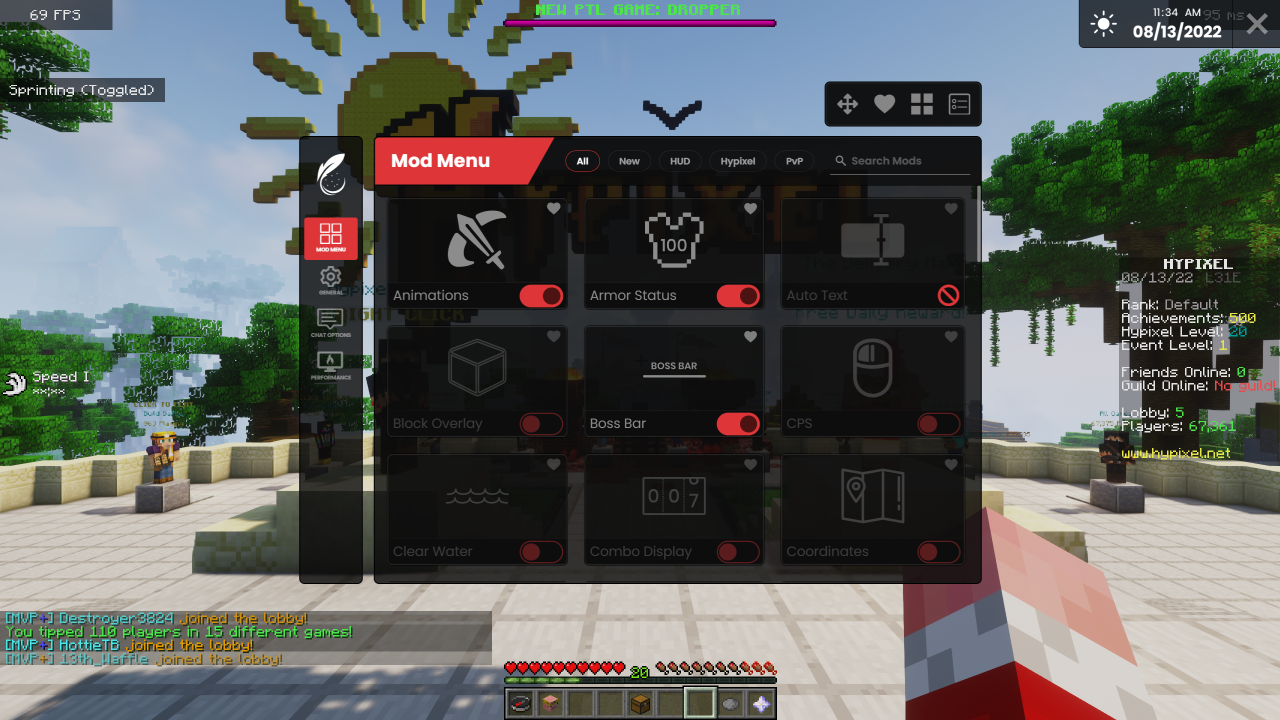 69 FPS
NEW PTL GAME: DROPPER
11:34 AM
95 ms
08/13/2022
Sprinting (Toggled)
Mod Menu
All
New
HUD
Hypixel
PvP
Search Mods
MOD MENU
GENERAL
CHAT OPTIONS
PERFORMANCE
100
Animations
Armor Status
Auto Text
BOSS BAR
Block Overlay
Boss Bar
CPS
0 0 7
Clear Water
Combo Display
Coordinates
Speed I
**:**
HYPIXEL
08/13/22 L31E
Rank: Default
Achievements: 500
Hypixel Level: 20
Event Level: 1
Friends Online: 0
Guild Online: No guild!
Lobby: 5
Players: 67,361
www.hypixel.net
[MVP+] Destroyer3824 joined the lobby!
You tipped 110 players in 15 different games!
[MVP+] HottieTB joined the lobby!
[MVP+] 13th_Waffle joined the lobby!
20